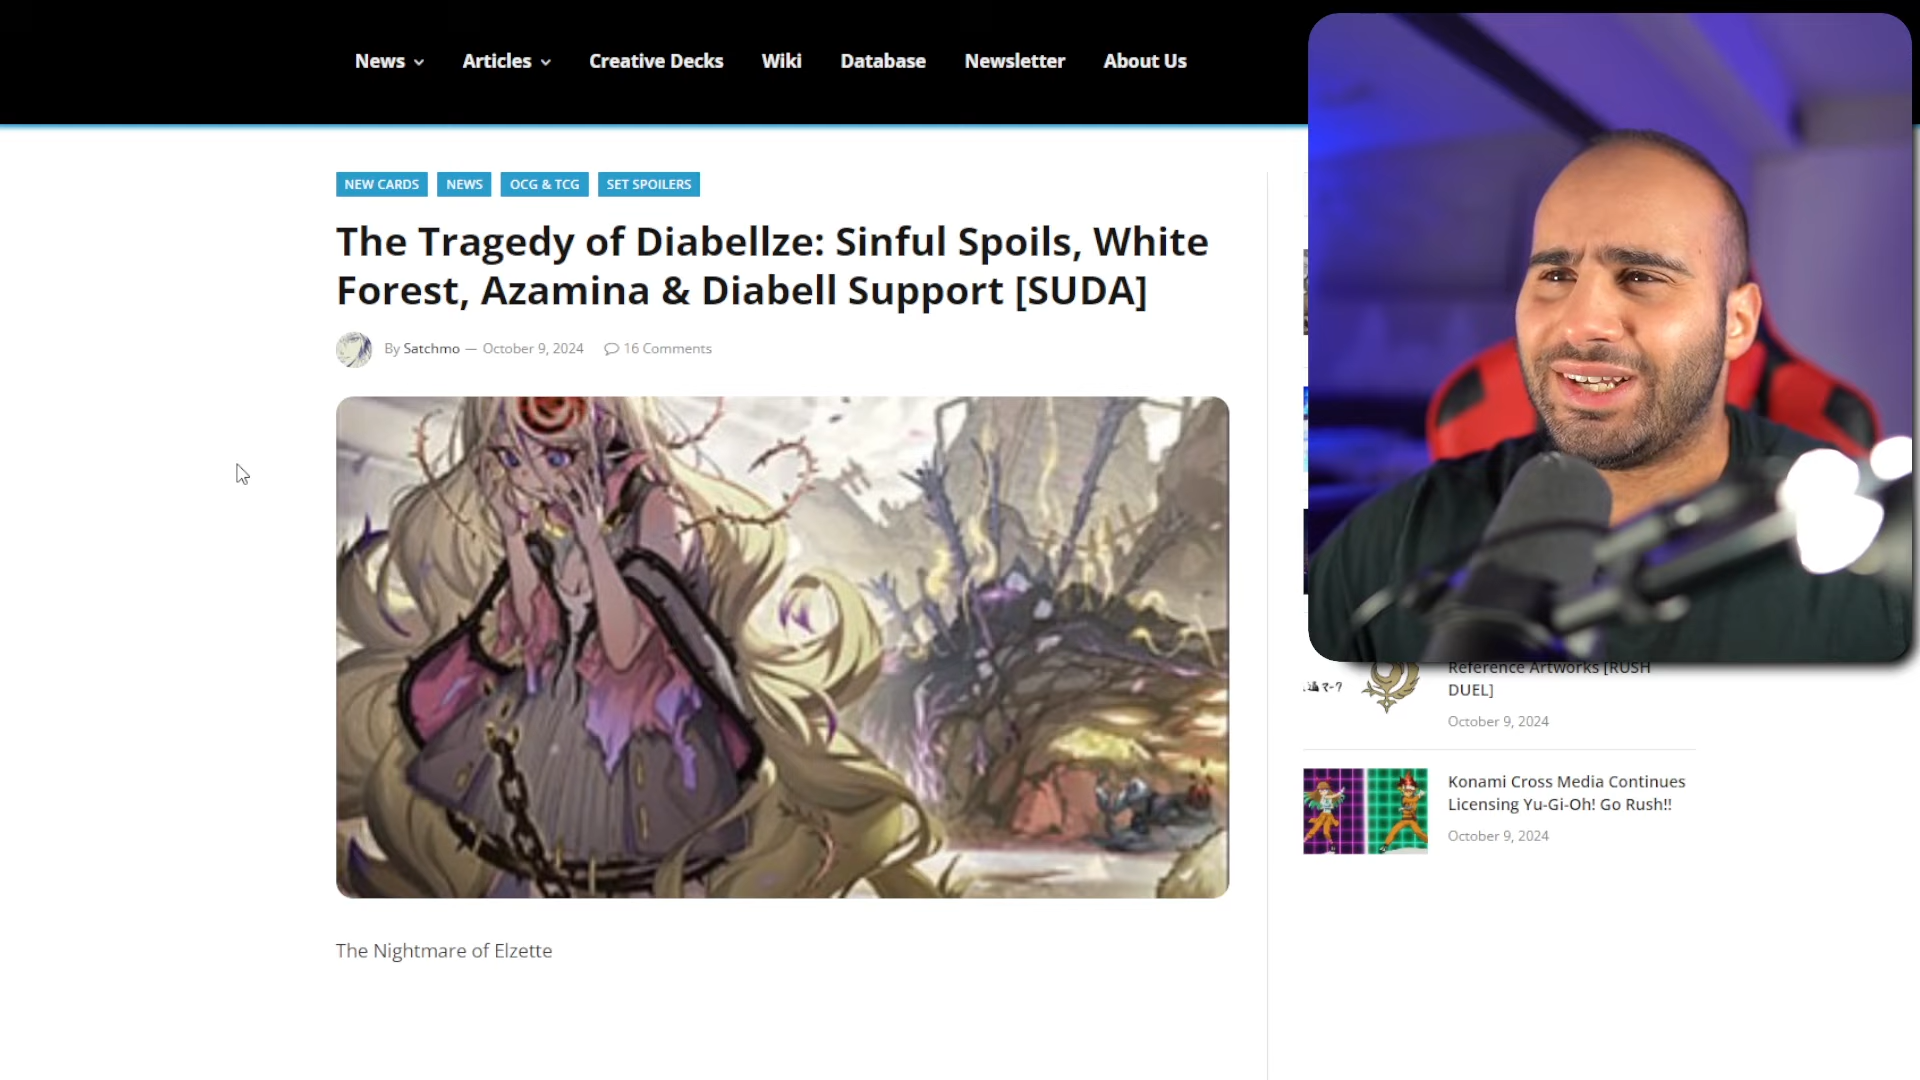 News
Articles
Creative Decks
Wiki
Database
Newsletter
About Us
NEW CARDS
NEWS
OCG & TCG
SET SPOILERS
The Tragedy of Diabellze: Sinful Spoils, White
Forest, Azamina & Diabell Support [SUDA]
By Satchmo — October 9, 2024
16 Comments
The Nightmare of Elzette
Reference Artworks [RUSH
DUEL]
October 9, 2024
Konami Cross Media Continues
Licensing Yu-Gi-Oh! Go Rush!!
October 9, 2024